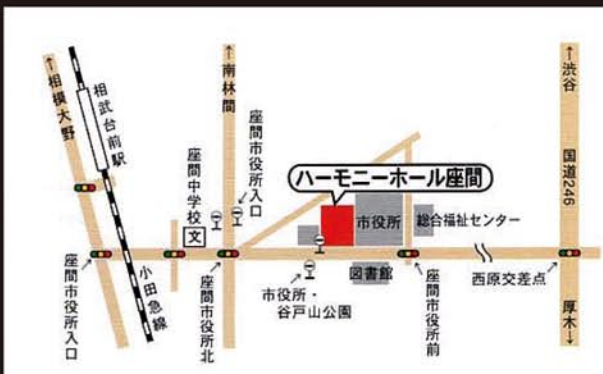 ↑相模大野
相武台前駅
小田急線
座間市役所入口
座間中学校
文
↑南林間
座間市役所入口
座間市役所北
ハーモニーホール座間
市役所
総合福祉センター
図書館
市役所・
谷戸山公園
座間市役所前
西原交差点
↑渋谷
国道246
厚木↓